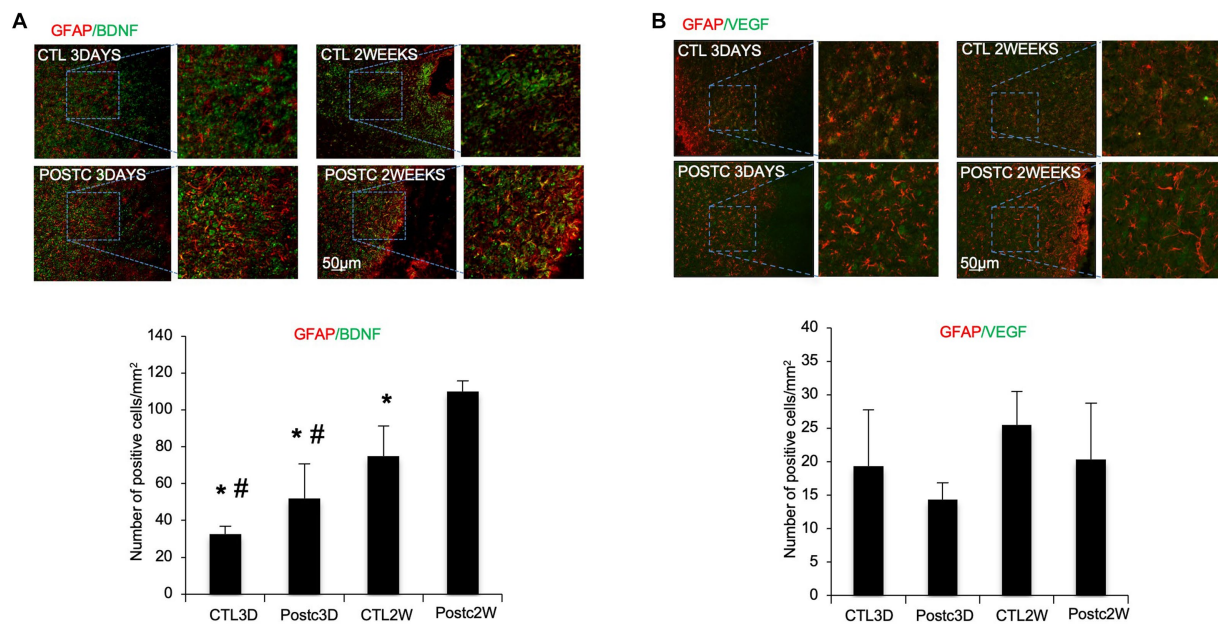 A
GFAP/BDNF
CTL 3DAYS
CTL 2WEEKS
POSTC 3DAYS
POSTC 2WEEKS
50μm
GFAP/BDNF
Number of positive cells/mm²
140
120
100
80
60
40
20
0
* #
* #
*
CTL3D
Postc3D
CTL2W
Postc2W
B
GFAP/VEGF
CTL 3DAYS
CTL 2WEEKS
POSTC 3DAYS
POSTC 2WEEKS
50μm
GFAP/VEGF
Number of positive cells/mm²
40
35
30
25
20
15
10
5
0
CTL3D
Postc3D
CTL2W
Postc2W